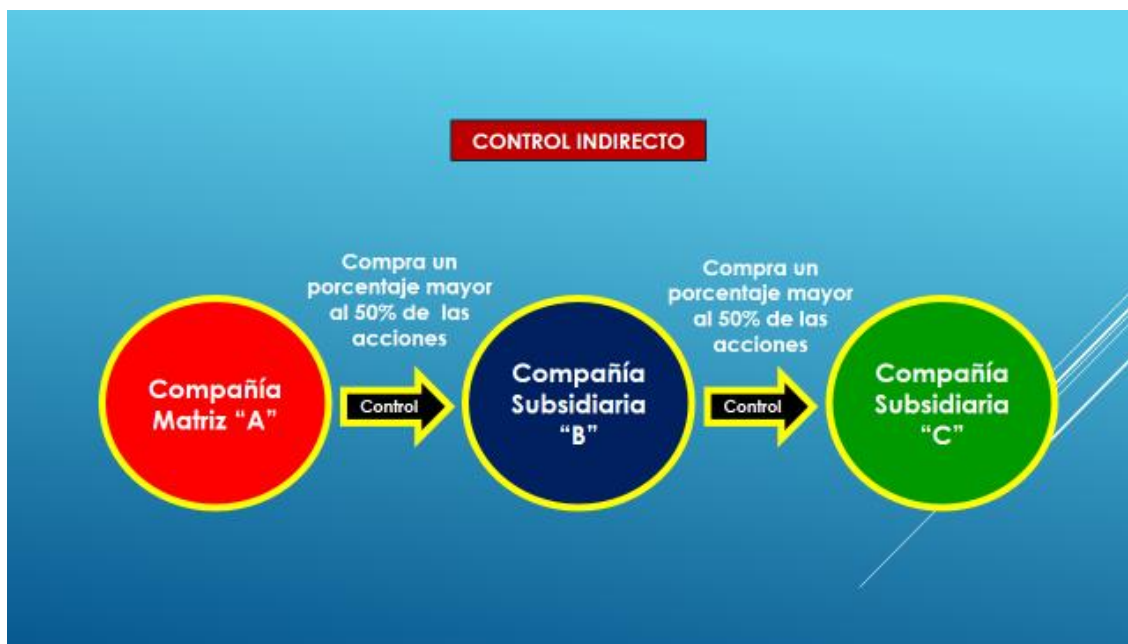 CONTROL INDIRECTO
Compra un
porcentaje mayor
al 50% de las
acciones
Compra un
porcentaje mayor
al 50% de las
acciones
Compañía
Matriz “A”
Control
Compañía
Subsidiaria
“B”
Control
Compañía
Subsidiaria
“C”